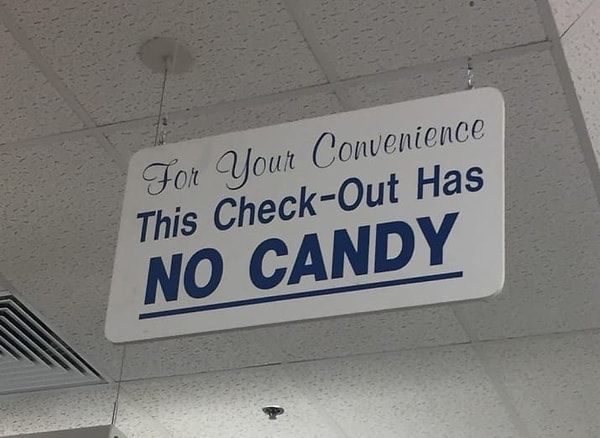 For Your Convenience
This Check-Out Has
NO CANDY